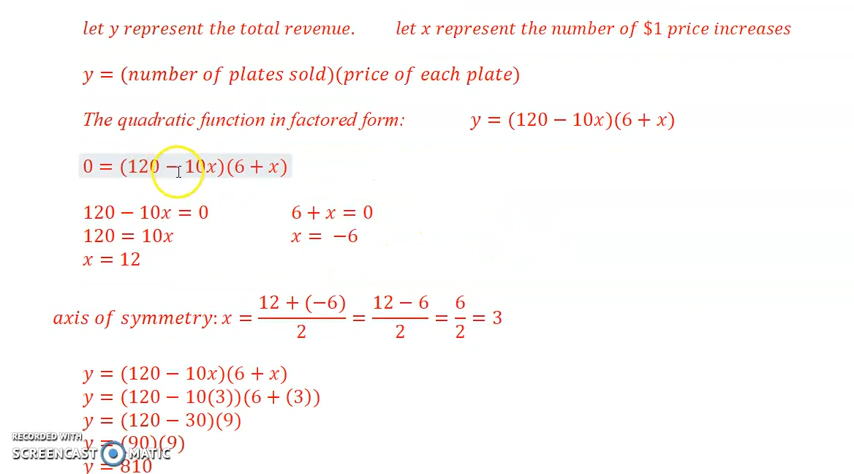 let y represent the total revenue. let x represent the number of $1 price increases
y = (number of plates sold)(price of each plate)
The quadratic function in factored form: y = (120 − 10x)(6 + x)
0 = (120 − 10x)(6 + x)
120 − 10x = 0 6 + x = 0
120 = 10x x = −6
x = 12
axis of symmetry: x = \frac{12 + (−6)}{2} = \frac{12 − 6}{2} = \frac{6}{2} = 3
y = (120 − 10x)(6 + x)
y = (120 − 10(3))(6 + (3))
y = (120 − 30)(9)
RECORDED WITH
y = (90)(9)
SCREENCAST MATIC
y = 810